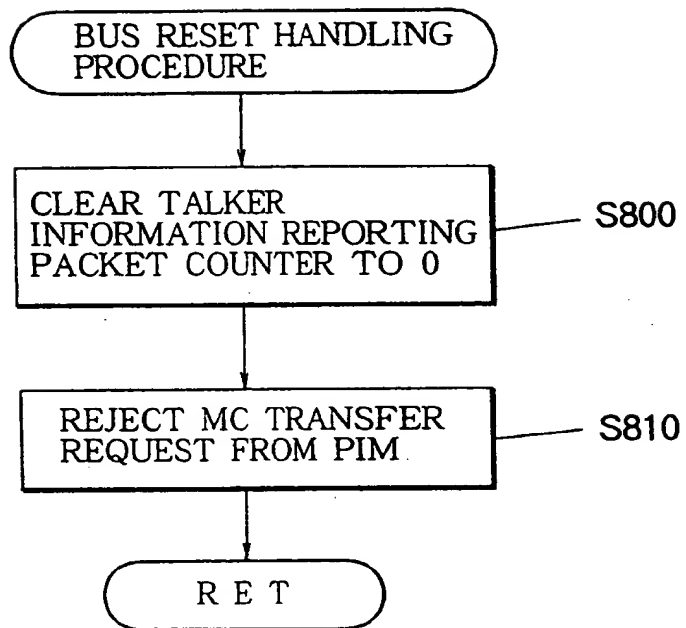 BUS RESET HANDLING
PROCEDURE
CLEAR TALKER
INFORMATION REPORTING
PACKET COUNTER TO 0
S800
REJECT MC TRANSFER
REQUEST FROM PIM
S810
RET